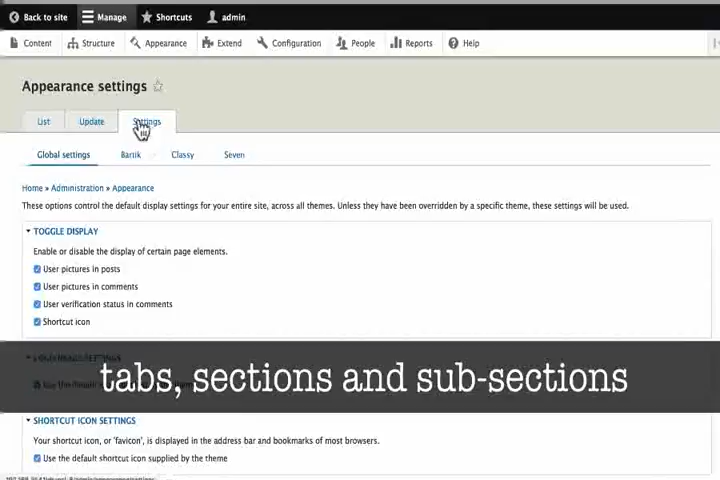 Back to site Manage Shortcuts admin
Content Structure Appearance Extend Configuration People Reports Help
Appearance settings
List Update Settings
Global settings Bartik Classy Seven
Home » Administration » Appearance
These options control the default display settings for your entire site, across all themes. Unless they have been overridden by a specific theme, these settings will be used.
TOGGLE DISPLAY
Enable or disable the display of certain page elements.
User pictures in posts
User pictures in comments
User verification status in comments
Shortcut icon
tabs, sections and sub-sections
SHORTCUT ICON SETTINGS
Your shortcut icon, or 'favicon', is displayed in the address bar and bookmarks of most browsers.
Use the default shortcut icon supplied by the theme